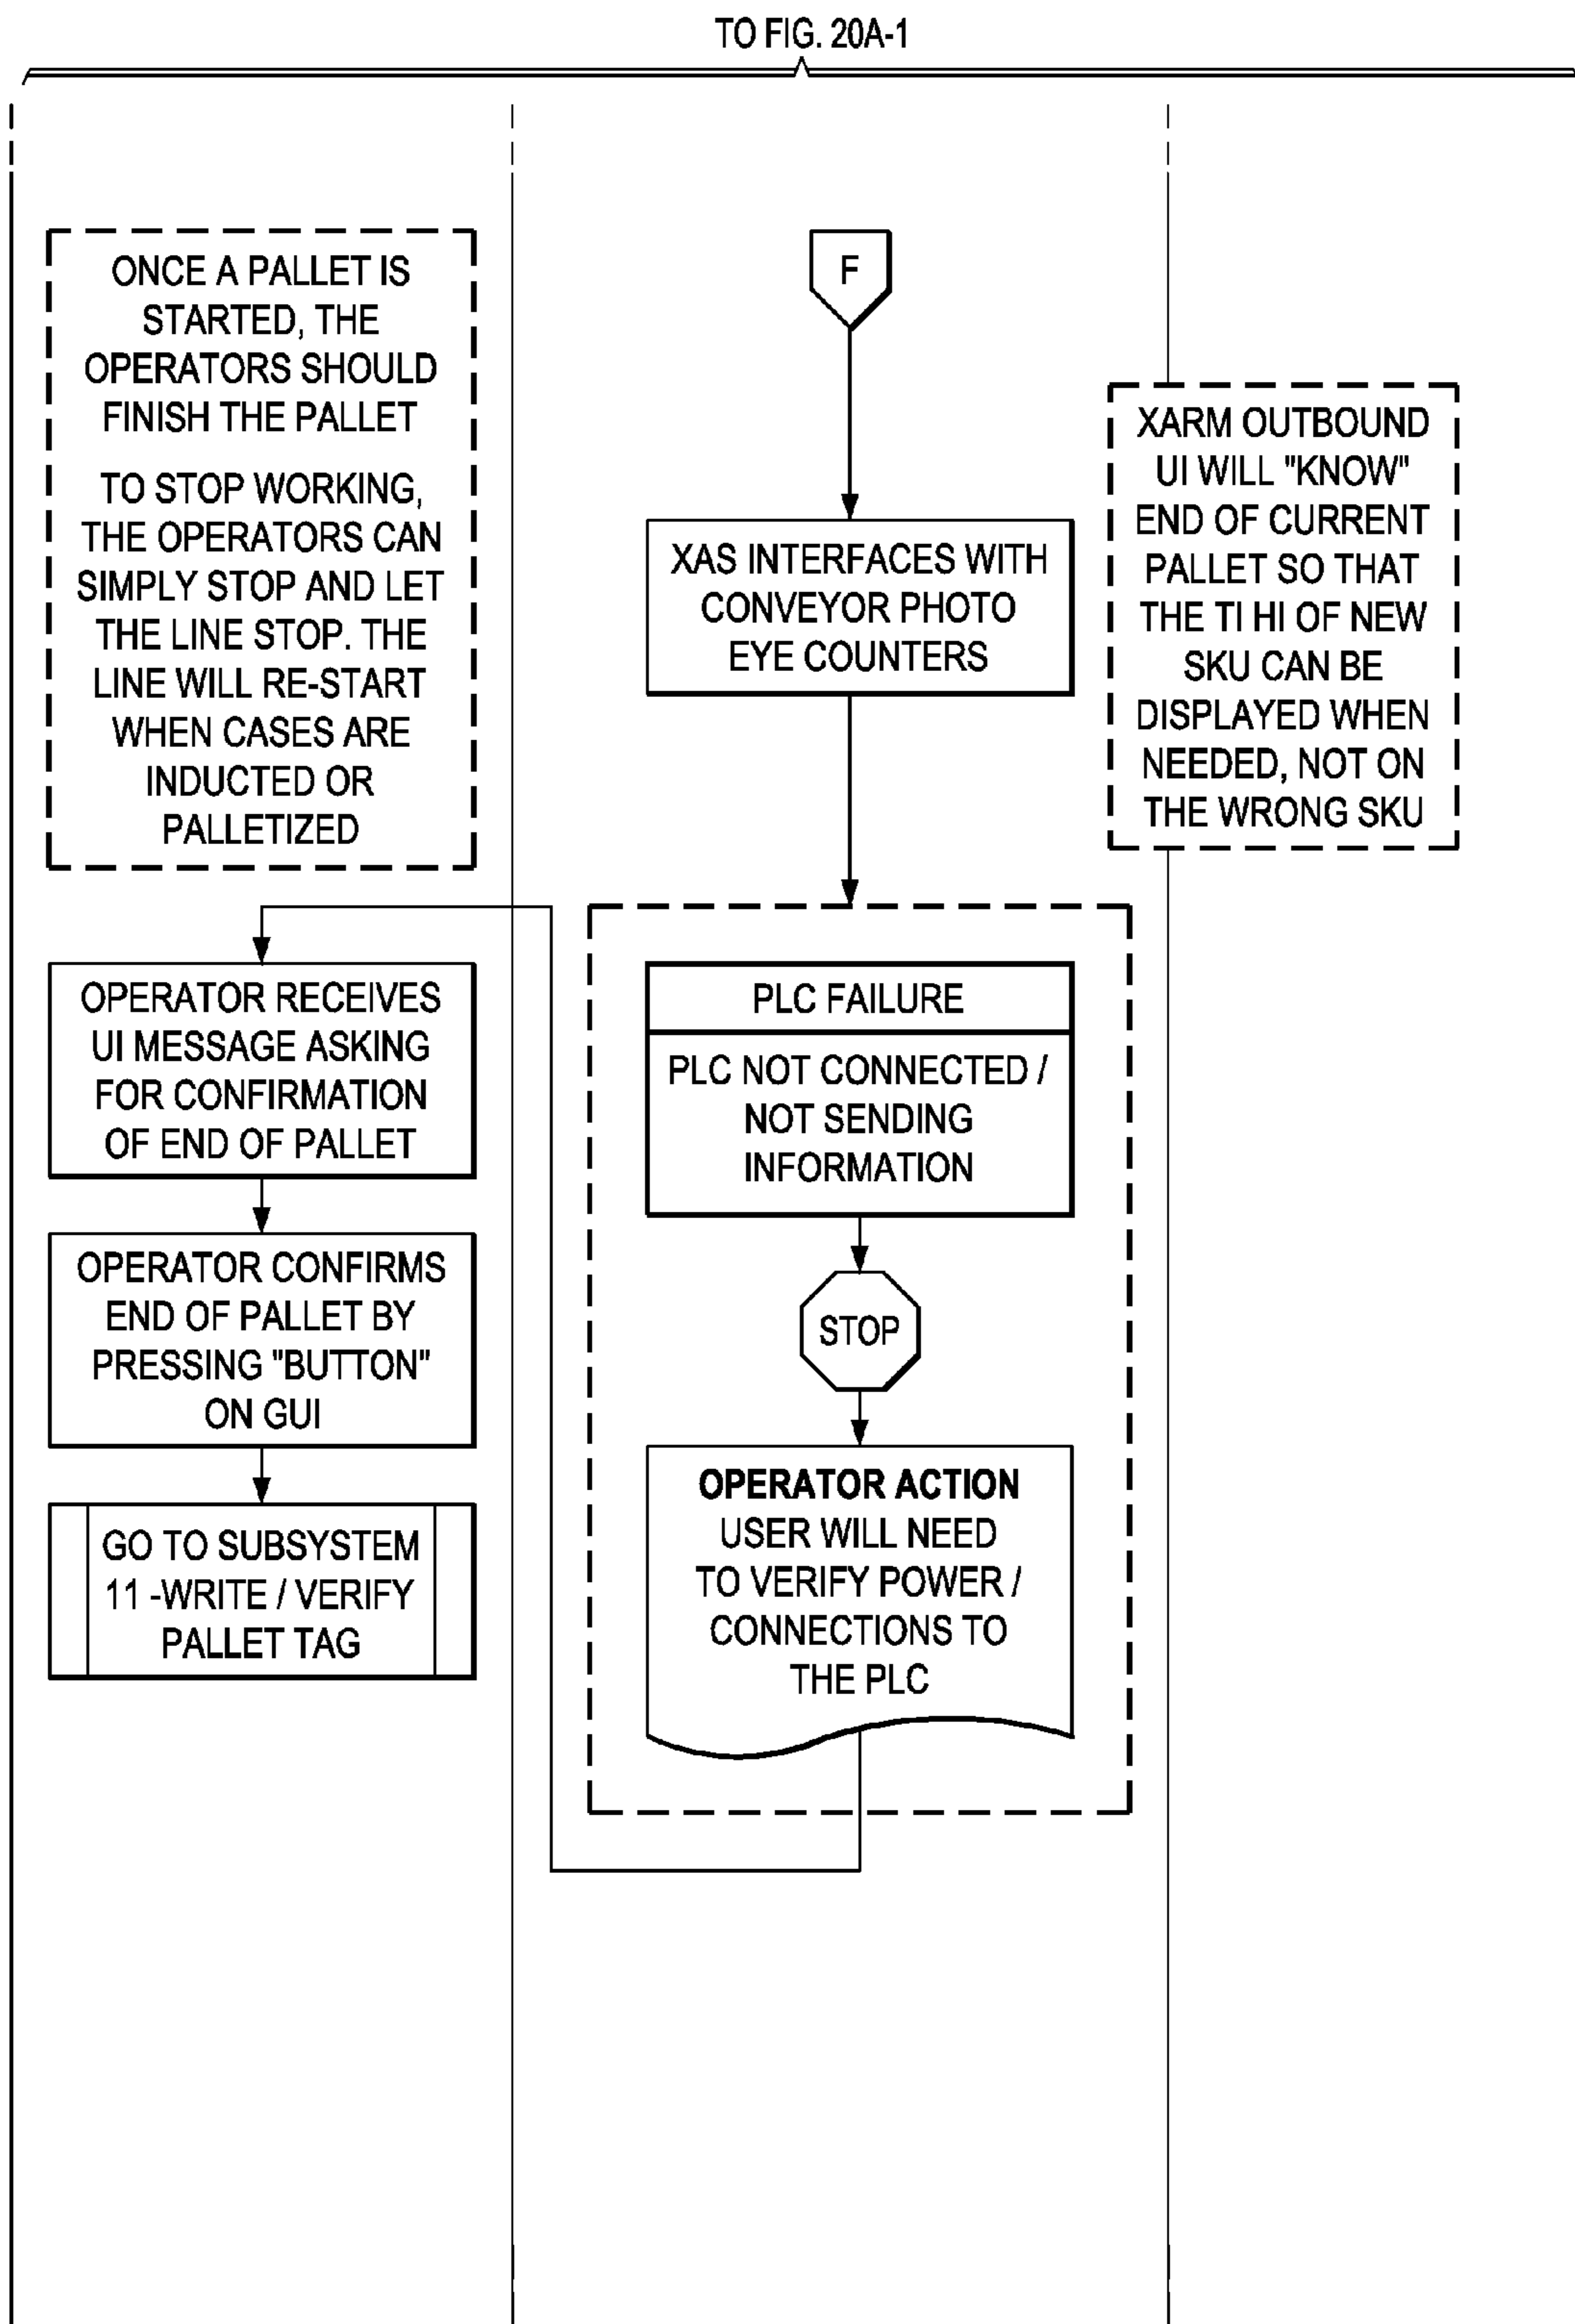 TO FIG. 20A-1
ONCE A PALLET IS
STARTED, THE
OPERATORS SHOULD
FINISH THE PALLET
TO STOP WORKING,
THE OPERATORS CAN
SIMPLY STOP AND LET
THE LINE STOP. THE
LINE WILL RE-START
WHEN CASES ARE
INDUCTED OR
PALLETIZED
OPERATOR RECEIVES
UI MESSAGE ASKING
FOR CONFIRMATION
OF END OF PALLET
OPERATOR CONFIRMS
END OF PALLET BY
PRESSING "BUTTON"
ON GUI
GO TO SUBSYSTEM
11 -WRITE / VERIFY
PALLET TAG
F
XAS INTERFACES WITH
CONVEYOR PHOTO
EYE COUNTERS
PLC FAILURE
PLC NOT CONNECTED /
NOT SENDING
INFORMATION
STOP
OPERATOR ACTION
USER WILL NEED
TO VERIFY POWER /
CONNECTIONS TO
THE PLC
XARM OUTBOUND
UI WILL "KNOW"
END OF CURRENT
PALLET SO THAT
THE TI HI OF NEW
SKU CAN BE
DISPLAYED WHEN
NEEDED, NOT ON
THE WRONG SKU